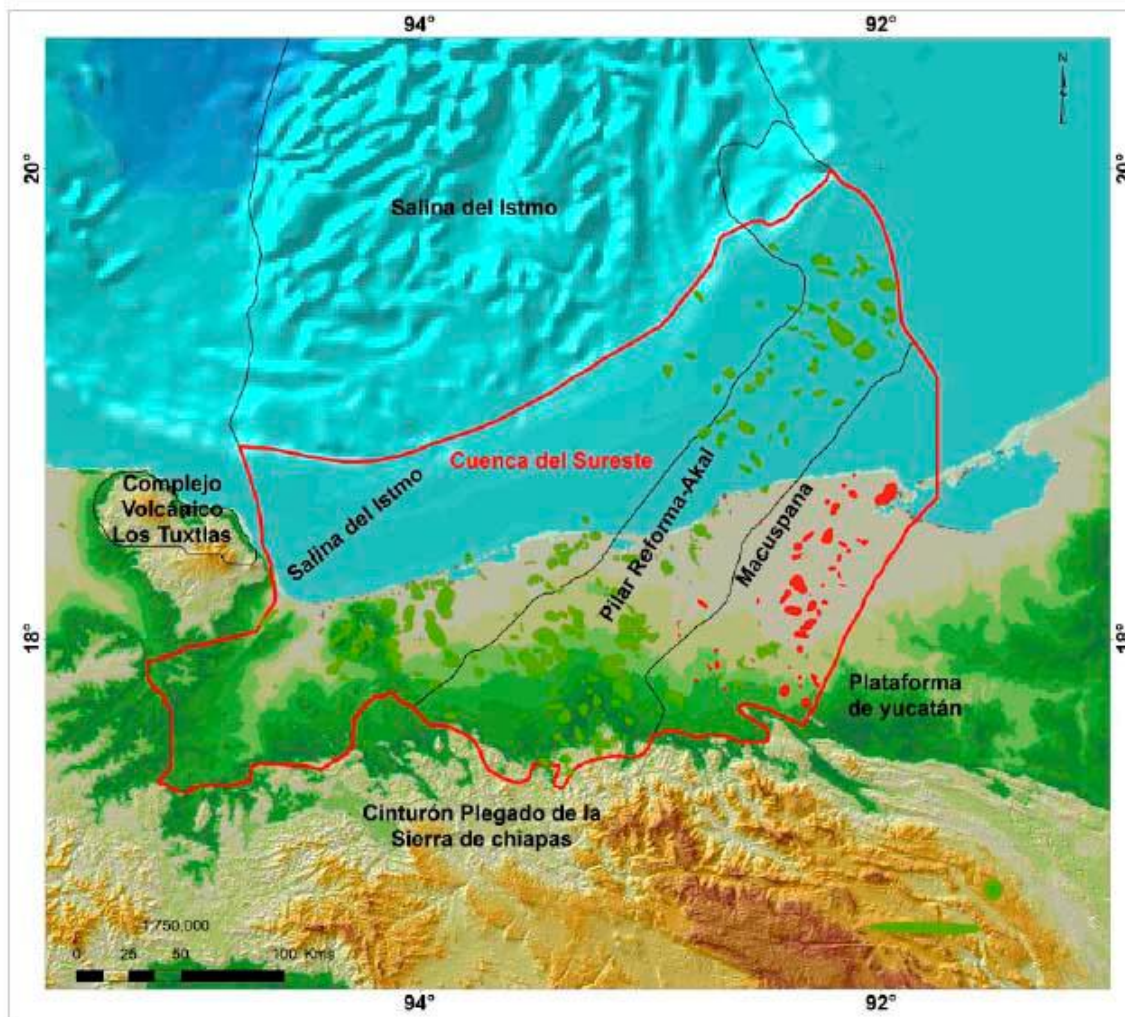 94°
92°
N
20°
20°
Salina del Istmo
Cuenca del Sureste
Complejo
Volcánico
Los Tuxtlas
Salina del Istmo
Pilar Reforma-Akal
Macuspana
18°
18°
Plataforma
de yucatán
Cinturón Plegado de la
Sierra de chiapas
1:750,000
0 25 50 100 Kms
94°
92°